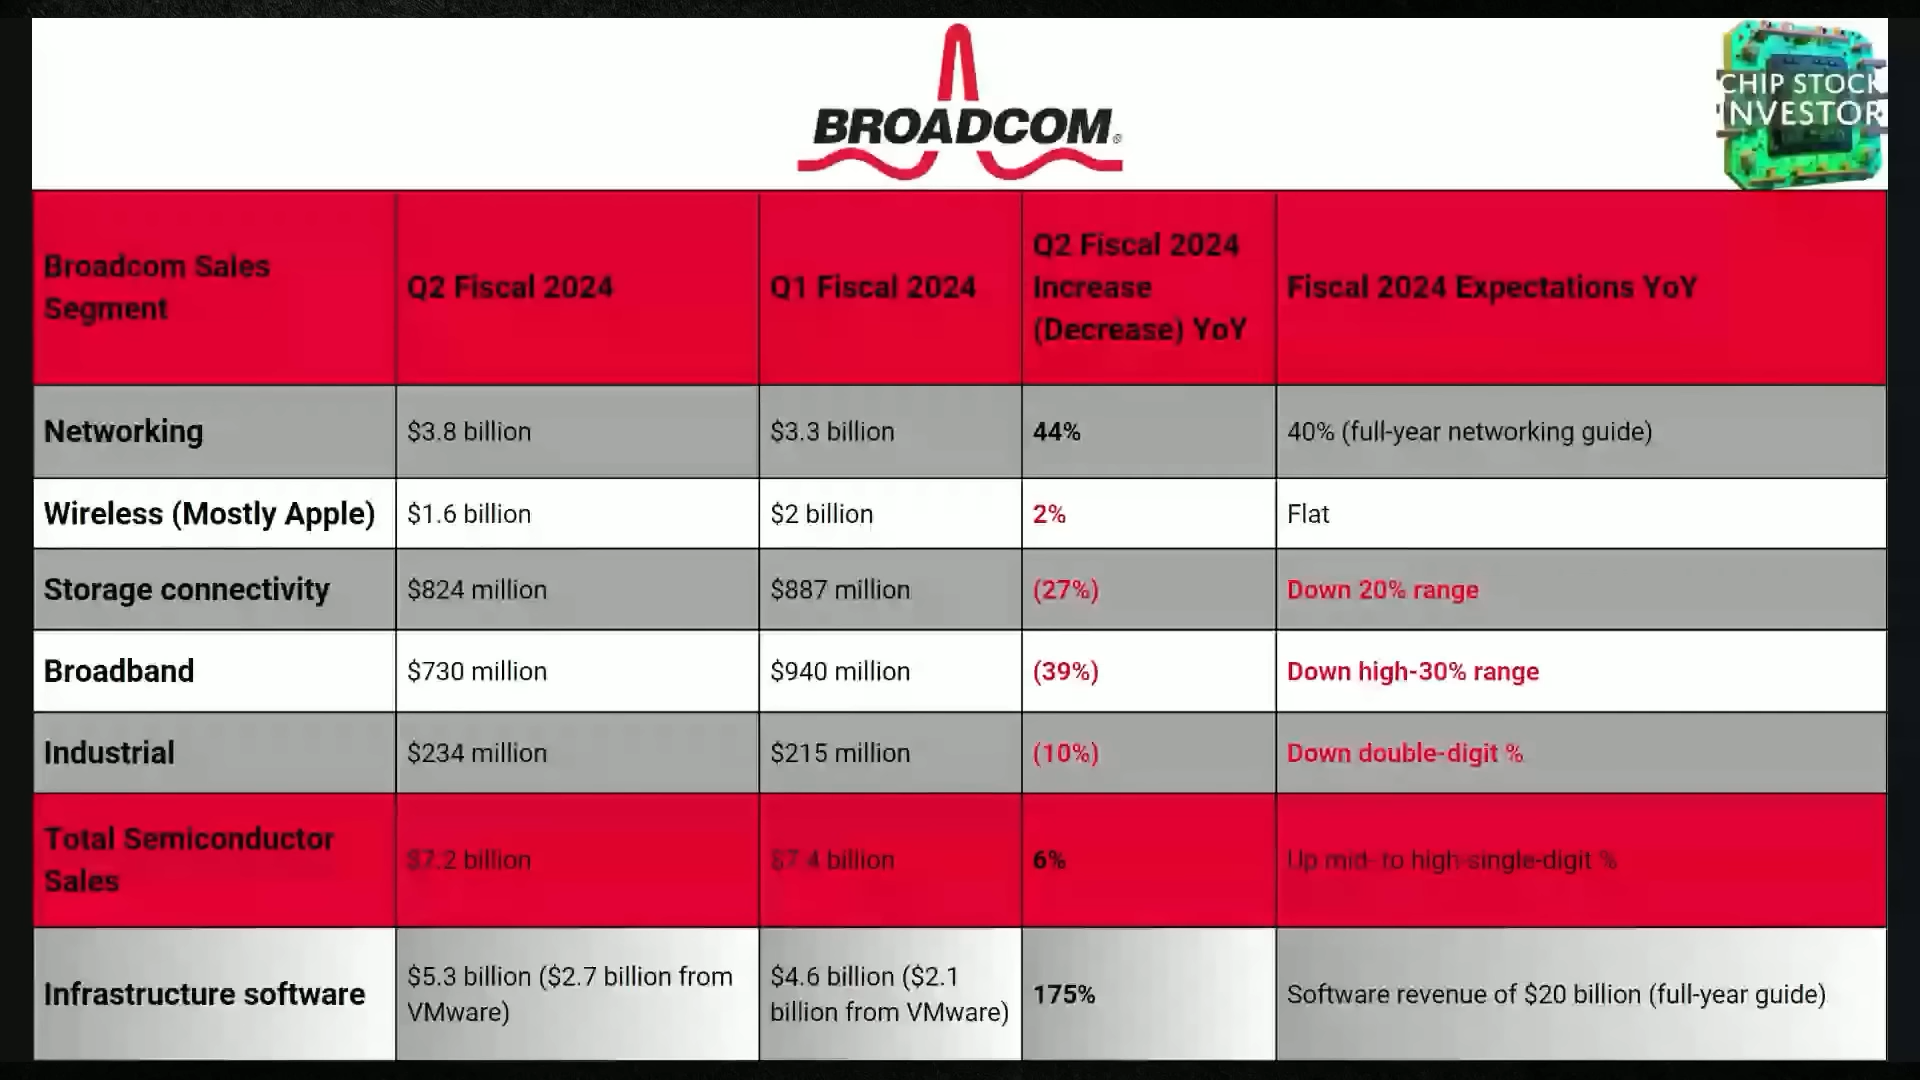 BROADCOM®
CHIP STOCK
INVESTOR
Broadcom Sales
Segment
Q2 Fiscal 2024
Q1 Fiscal 2024
Q2 Fiscal 2024
Increase
(Decrease) YoY
Fiscal 2024 Expectations YoY
Networking
$3.8 billion
$3.3 billion
44%
40% (full-year networking guide)
Wireless (Mostly Apple)
$1.6 billion
$2 billion
2%
Flat
Storage connectivity
$824 million
$887 million
(27%)
Down 20% range
Broadband
$730 million
$940 million
(39%)
Down high-30% range
Industrial
$234 million
$215 million
(10%)
Down double-digit %
Total Semiconductor
Sales
$7.2 billion
$7.4 billion
6%
Up mid- to high-single-digit %
Infrastructure software
$5.3 billion ($2.7 billion from
VMware)
$4.6 billion ($2.1
billion from VMware)
175%
Software revenue of $20 billion (full-year guide)